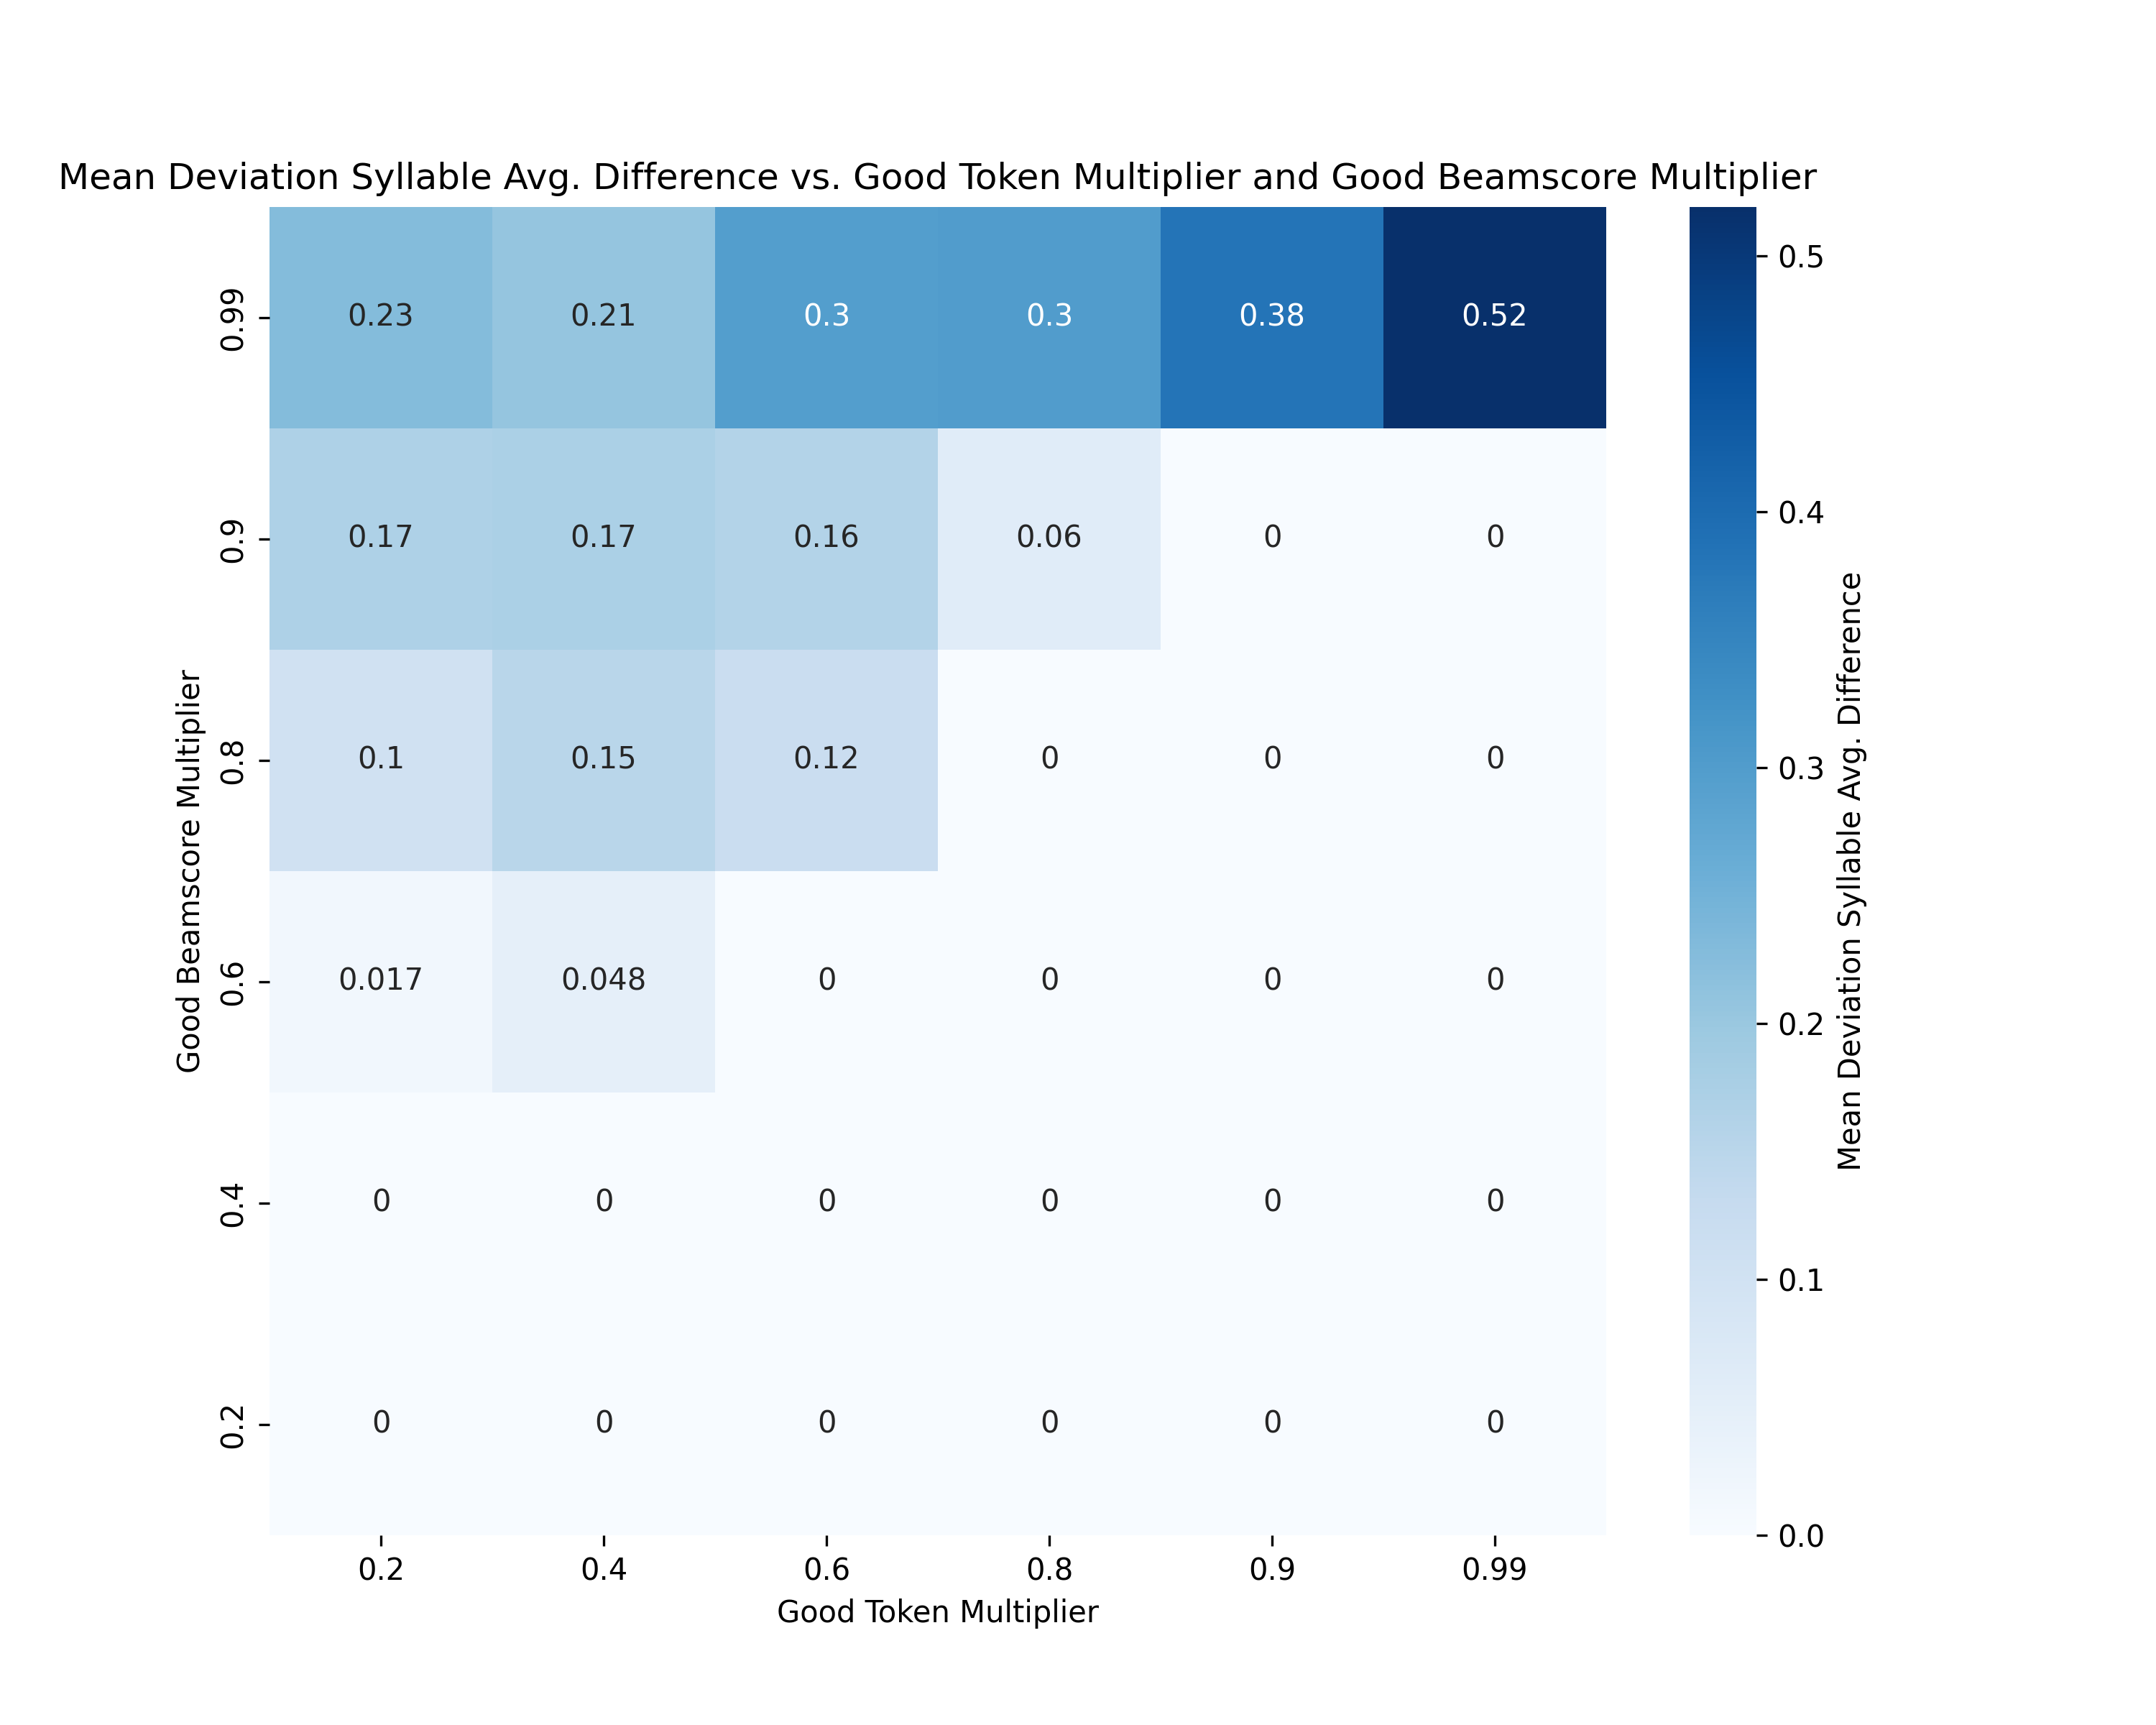 Mean Deviation Syllable Avg. Difference vs. Good Token Multiplier and Good Beamscore Multiplier
0.99 0.23 0.21 0.3 0.3 0.38 0.52
0.9 0.17 0.17 0.16 0.06 0 0
0.8 0.1 0.15 0.12 0 0 0
0.6 0.017 0.048 0 0 0 0
0.4 0 0 0 0 0 0
0.2 0 0 0 0 0 0
0.2 0.4 0.6 0.8 0.9 0.99
Good Token Multiplier
Good Beamscore Multiplier
0.5
0.4
0.3
0.2
0.1
0.0
Mean Deviation Syllable Avg. Difference